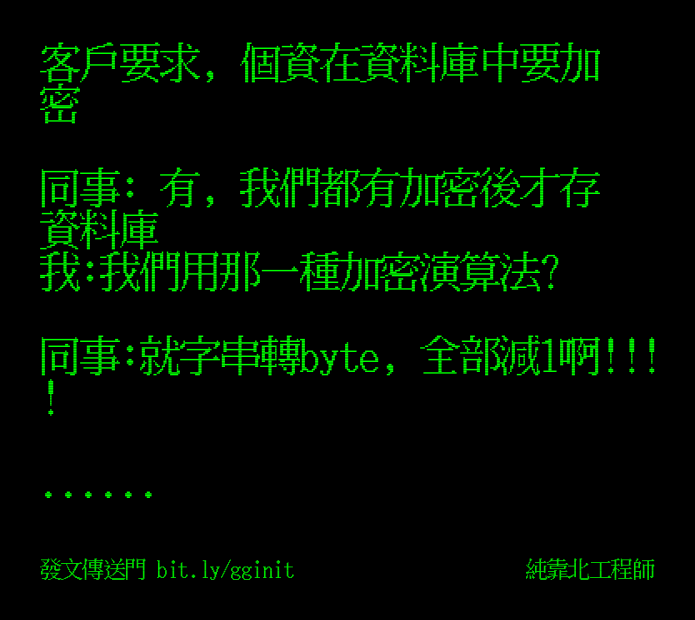 客戶要求, 個資在資料庫中要加
密
同事: 有, 我們都有加密後才存
資料庫
我:我們用那一種加密演算法?
同事:就字串轉byte, 全部減1啊!!!
!
......
發文傳送門 bit.ly/gginit
純靠北工程師